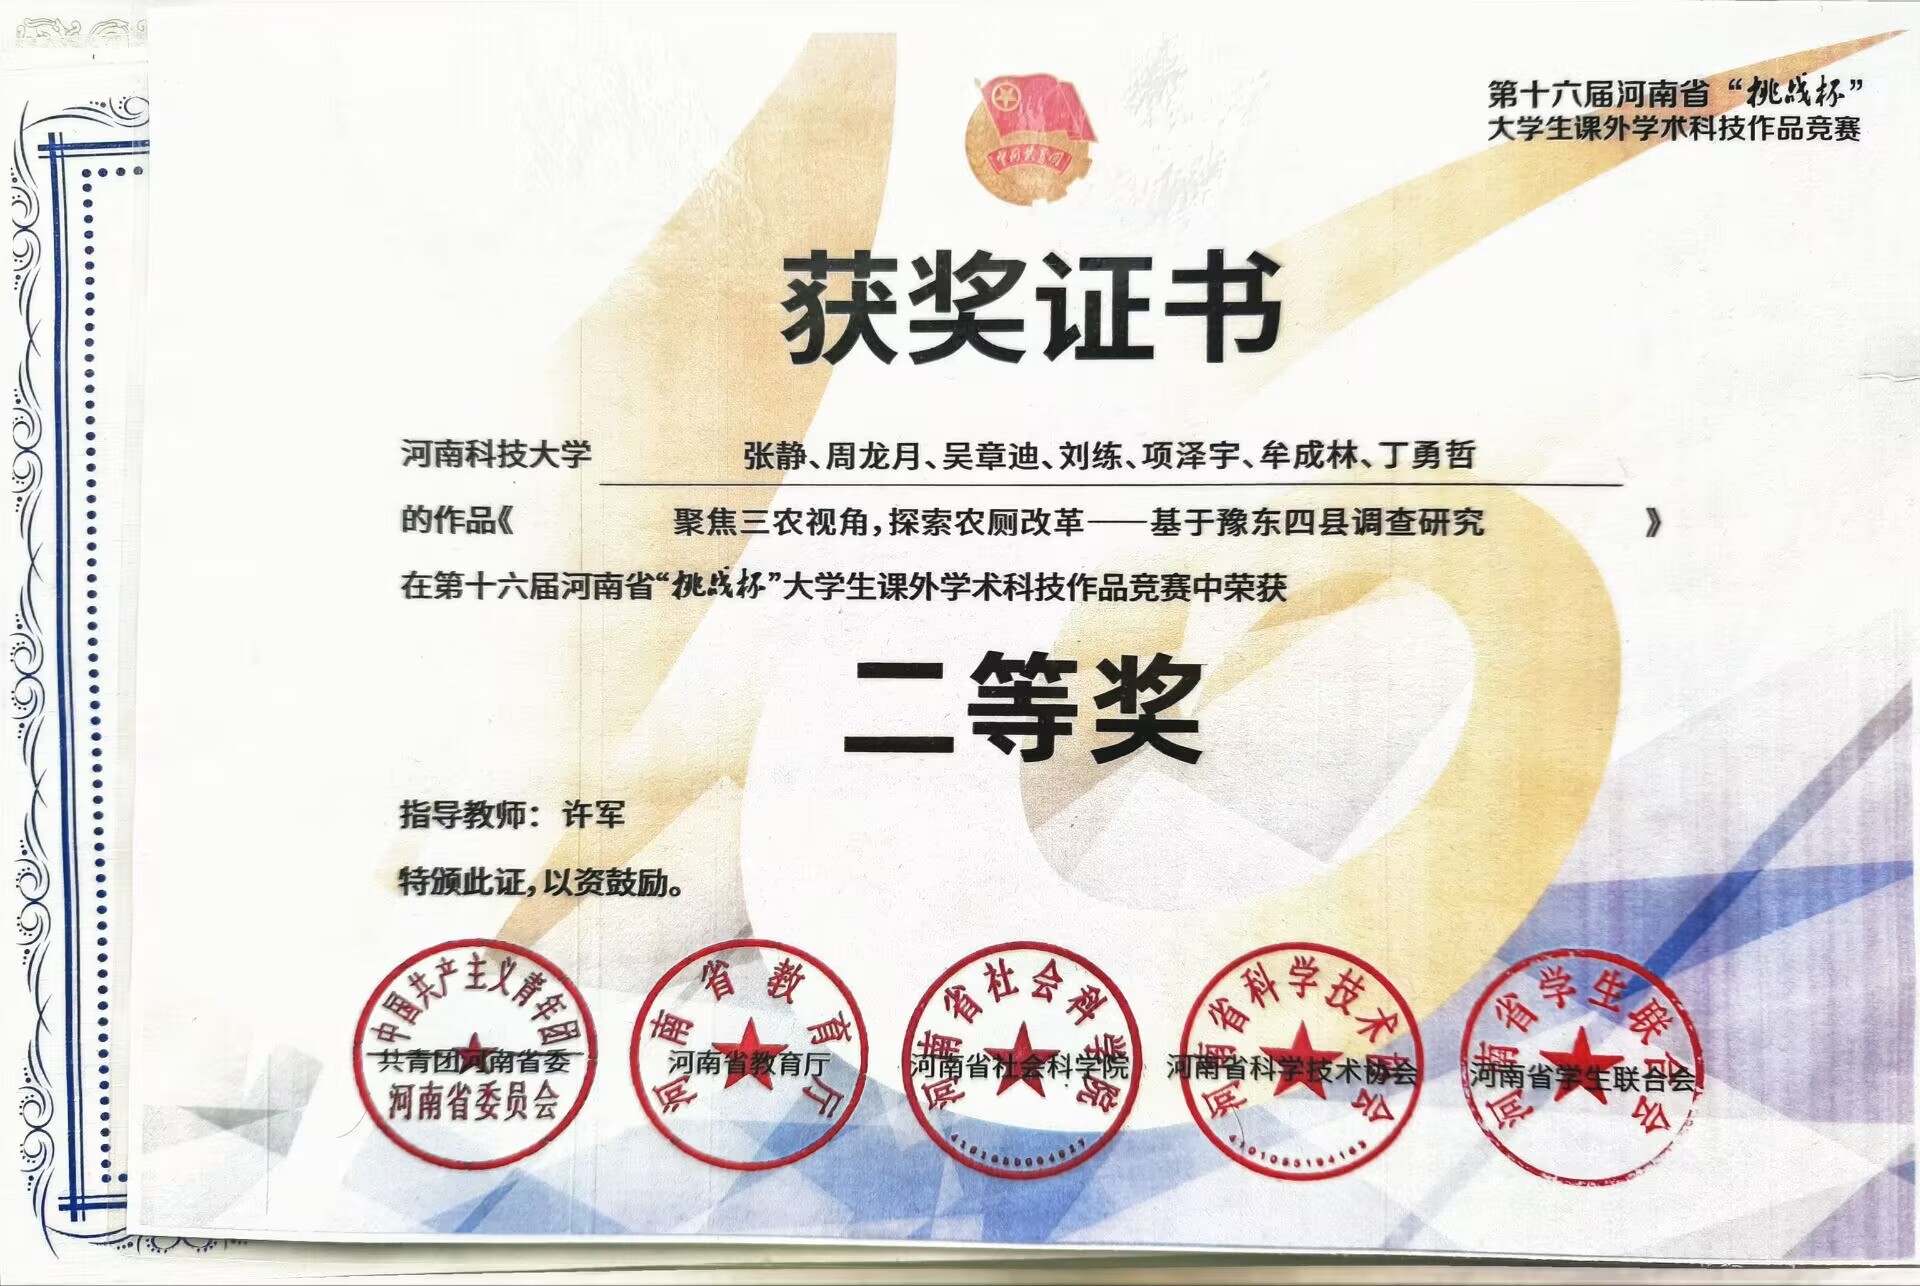 第十六届河南省“挑战杯”
大学生课外学术科技作品竞赛
中国共青团
获奖证书
河南科技大学 张静、周龙月、吴章迪、刘练、项泽宇、牟成林、丁勇哲
的作品《 聚焦三农视角，探索农厕改革——基于豫东四县调查研究 》
在第十六届河南省“挑战杯”大学生课外学术科技作品竞赛中荣获
二等奖
指导教师： 许军
特颁此证，以资鼓励。
中国共产主义青年团
河南省委员会
共青团河南省委
河南省教育厅
河南省教育厅
河南省社会科学院
河南省社会科学院
河南省科学技术协会
河南省科学技术协会
河南省学生联合会
河南省学生联合会